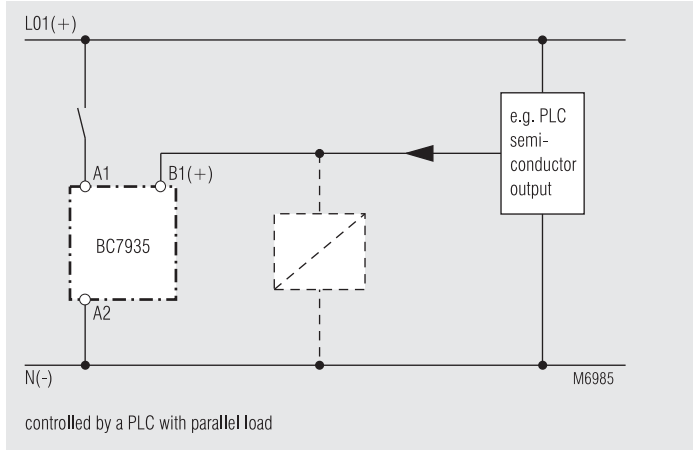 L01(+)
e.g. PLC
semi-
conductor
output
A1
B1(+)
BC7935
A2
N(-)
M6985
controlled by a PLC with parallel load